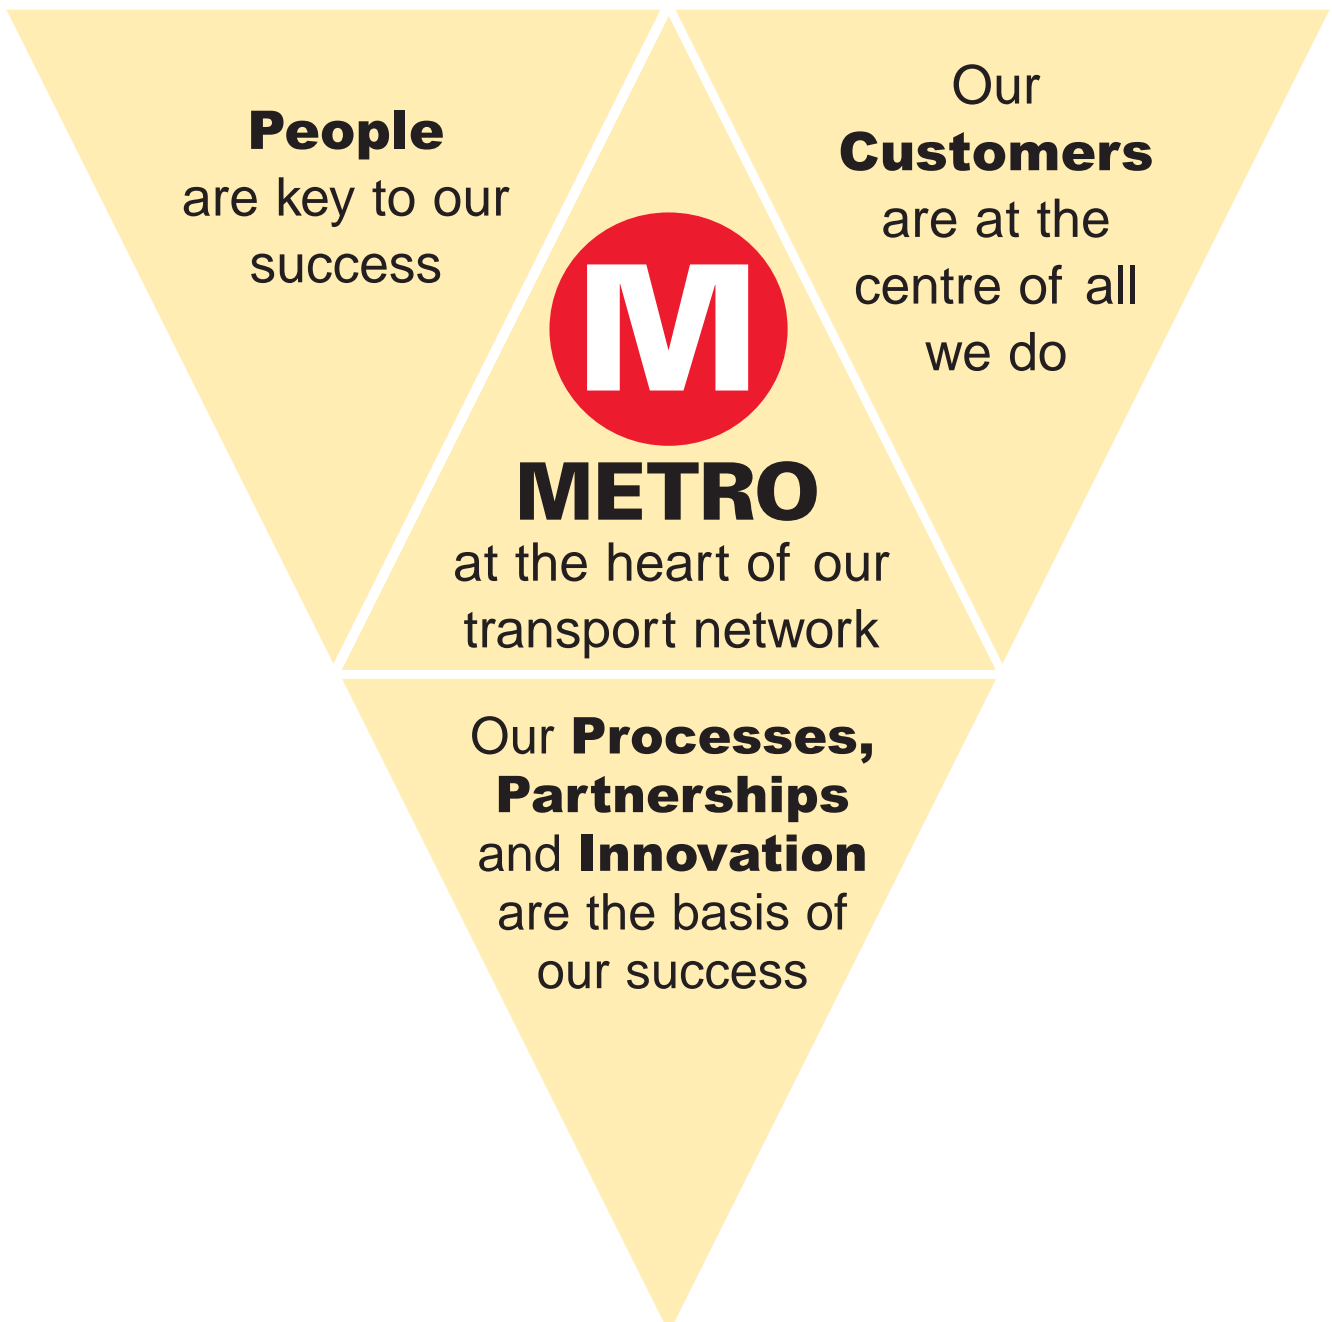 People
are key to our
success
Our
Customers
are at the
centre of all
we do
M
METRO
at the heart of our
transport network
Our Processes,
Partnerships
and Innovation
are the basis of
our success